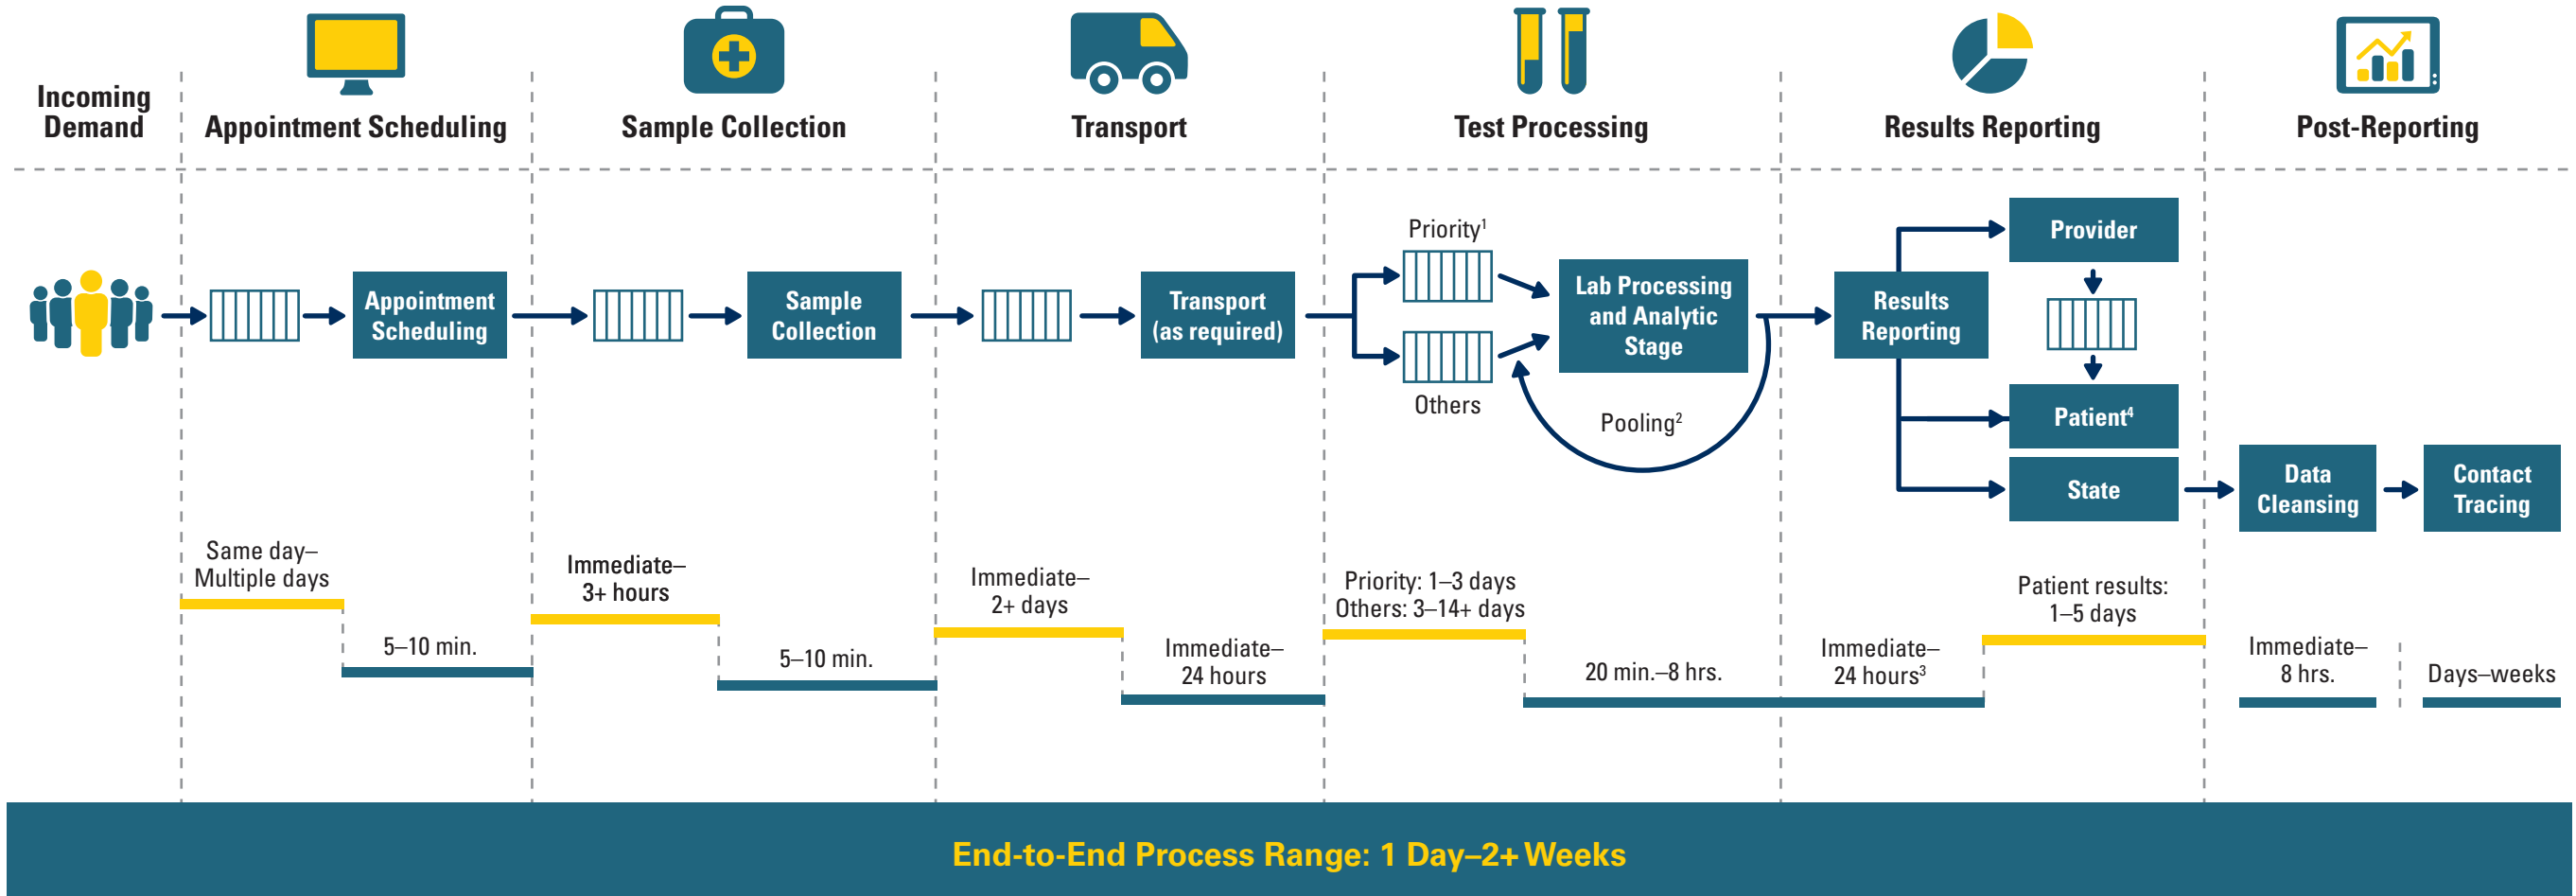 Incoming
Demand
Appointment Scheduling
Sample Collection
Transport
Test Processing
Results Reporting
Post-Reporting
Appointment
Scheduling
Sample
Collection
Transport
(as required)
Priority¹
Others
Lab Processing
and Analytic
Stage
Pooling²
Results
Reporting
Provider
Patient⁴
State
Data
Cleansing
Contact
Tracing
Same day–
Multiple days
5–10 min.
Immediate–
3+ hours
5–10 min.
Immediate–
2+ days
Immediate–
24 hours
Priority: 1–3 days
Others: 3–14+ days
20 min.–8 hrs.
Immediate–
24 hours³
Patient results:
1–5 days
Immediate–
8 hrs.
Days–weeks
End-to-End Process Range: 1 Day–2+ Weeks